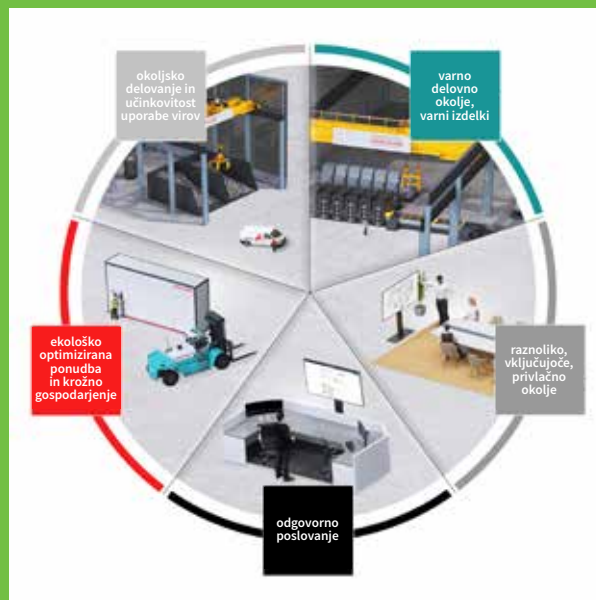 okoljsko
delovanje in
učinkovitost
uporabe virov
varno
delovno
okolje,
varni izdelki
ekološko
optimizirana
ponudba
in krožno
gospodarjenje
raznoliko,
vključujoče,
privlačno
okolje
odgovorno
poslovanje